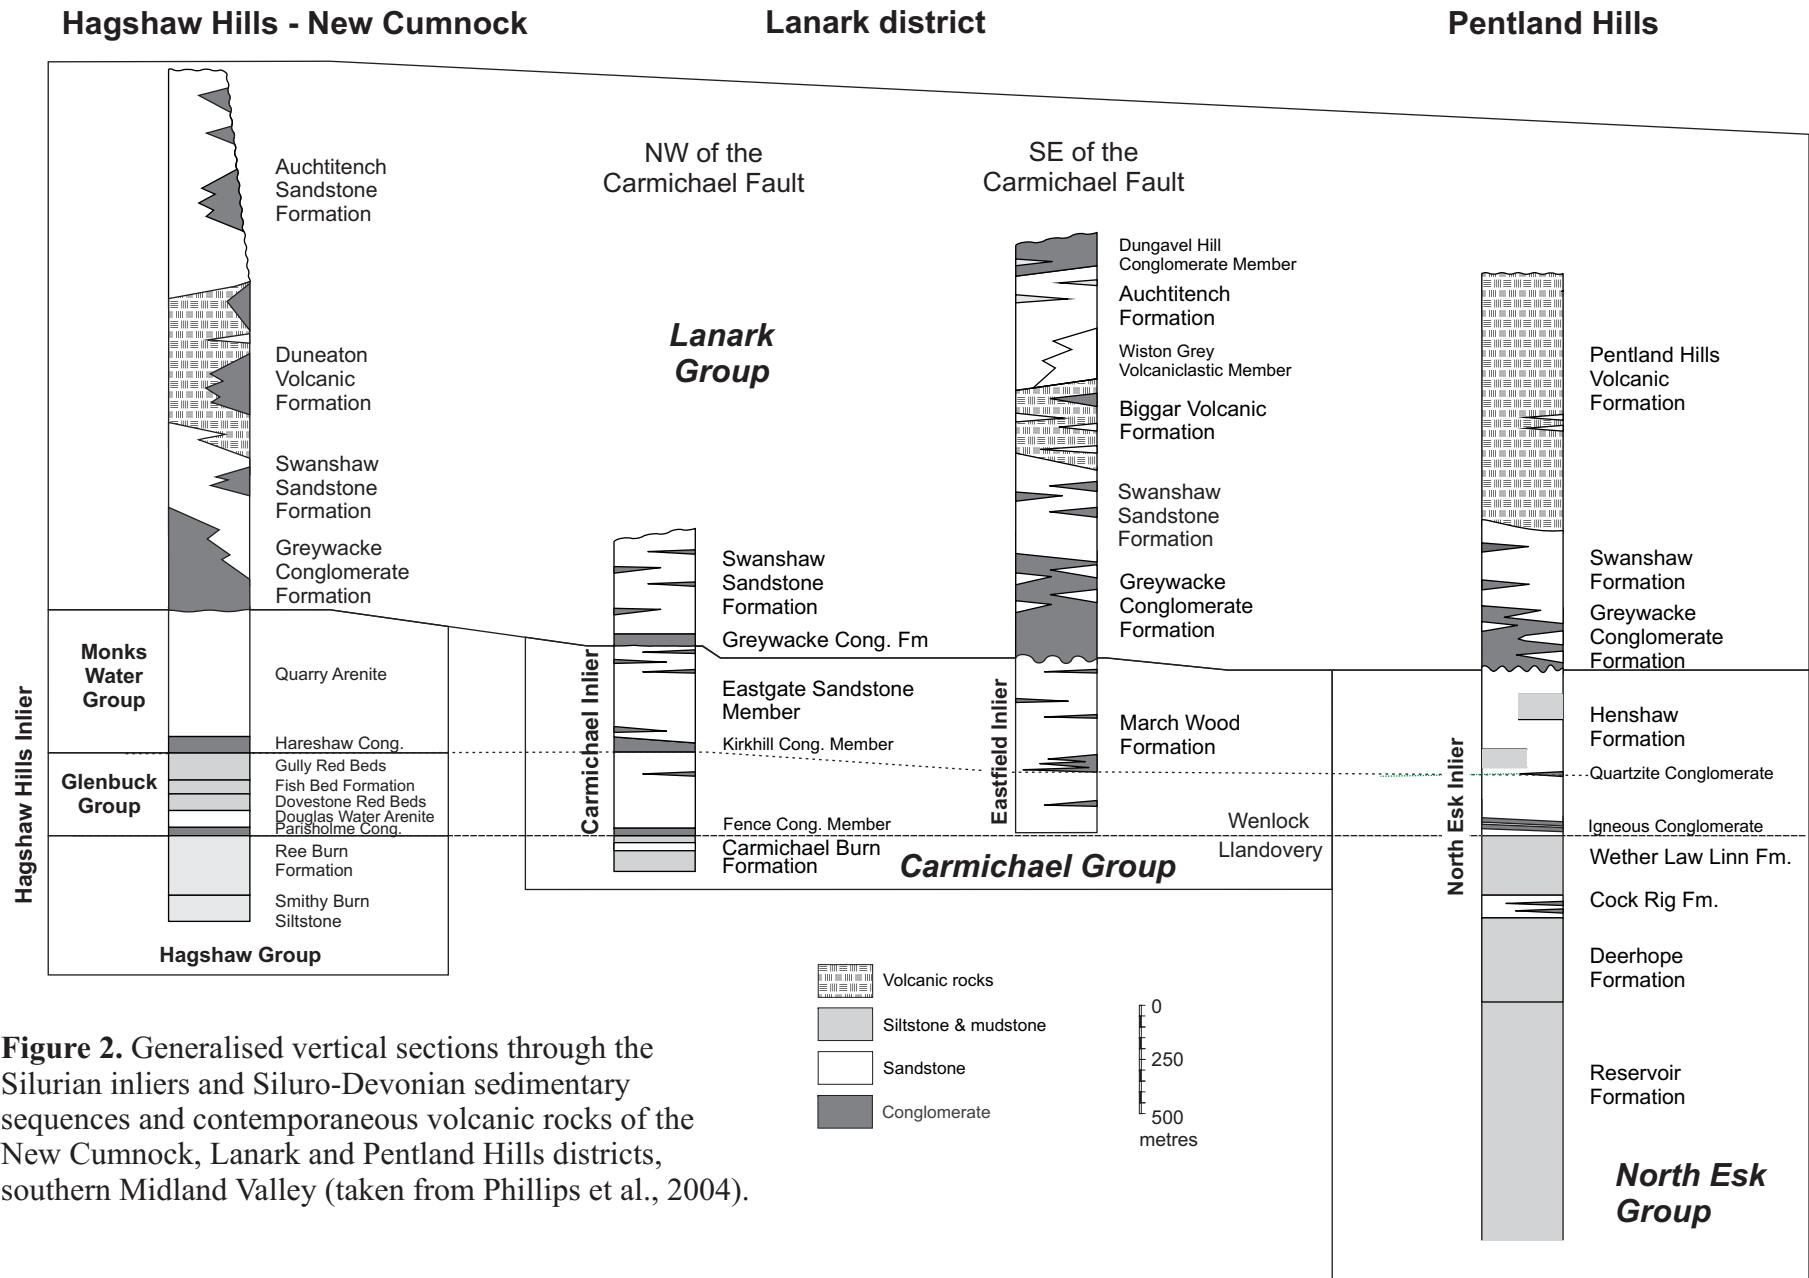 Hagshaw Hills - New Cumnock
Lanark district
Pentland Hills
Auchtitench
Sandstone
Formation
Duneaton
Volcanic
Formation
Swanshaw
Sandstone
Formation
Greywacke
Conglomerate
Formation
Hagshaw Hills Inlier
Monks
Water
Group
Quarry Arenite
Hareshaw Cong.
Glenbuck
Group
Gully Red Beds
Fish Bed Formation
Dovestone Red Beds
Douglas Water Arenite
Parisholme Cong.
Ree Burn
Formation
Smithy Burn
Siltstone
Hagshaw Group
NW of the
Carmichael Fault
Lanark
Group
Swanshaw
Sandstone
Formation
Greywacke Cong. Fm
Carmichael Inlier
Eastgate Sandstone
Member
Kirkhill Cong. Member
Fence Cong. Member
Carmichael Burn
Formation
SE of the
Carmichael Fault
Dungavel Hill
Conglomerate Member
Auchtitench
Formation
Wiston Grey
Volcaniclastic Member
Biggar Volcanic
Formation
Swanshaw
Sandstone
Formation
Greywacke
Conglomerate
Formation
Eastfield Inlier
March Wood
Formation
Wenlock
Llandovery
Carmichael Group
Pentland Hills
Volcanic
Formation
Swanshaw
Formation
Greywacke
Conglomerate
Formation
North Esk Inlier
Henshaw
Formation
Quartzite Conglomerate
Igneous Conglomerate
Wether Law Linn Fm.
Cock Rig Fm.
Deerhope
Formation
Reservoir
Formation
North Esk
Group
Volcanic rocks
Siltstone & mudstone
Sandstone
Conglomerate
0
250
500
metres
Figure 2. Generalised vertical sections through the
Silurian inliers and Siluro-Devonian sedimentary
sequences and contemporaneous volcanic rocks of the
New Cumnock, Lanark and Pentland Hills districts,
southern Midland Valley (taken from Phillips et al., 2004).